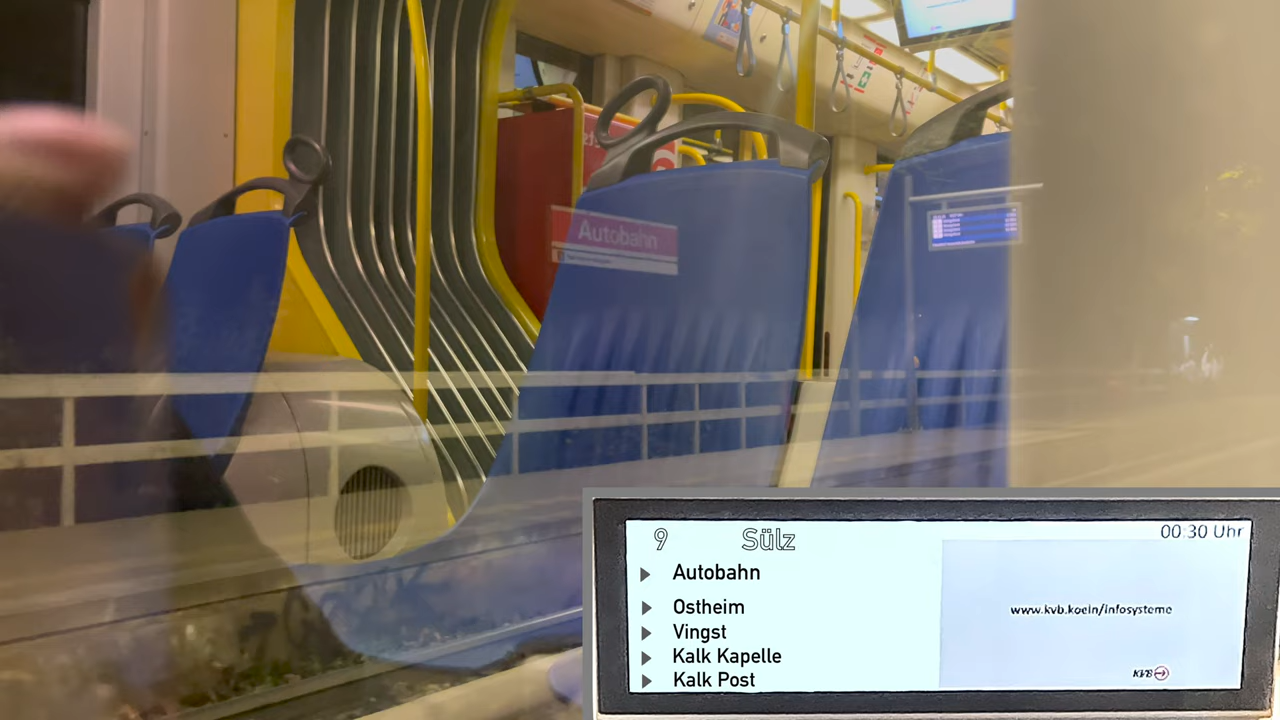 Autobahn
9 Sülz
00:30 Uhr
Autobahn
Ostheim
Vingst
Kalk Kapelle
Kalk Post
www.kvb.koeln/infosysteme
KVB